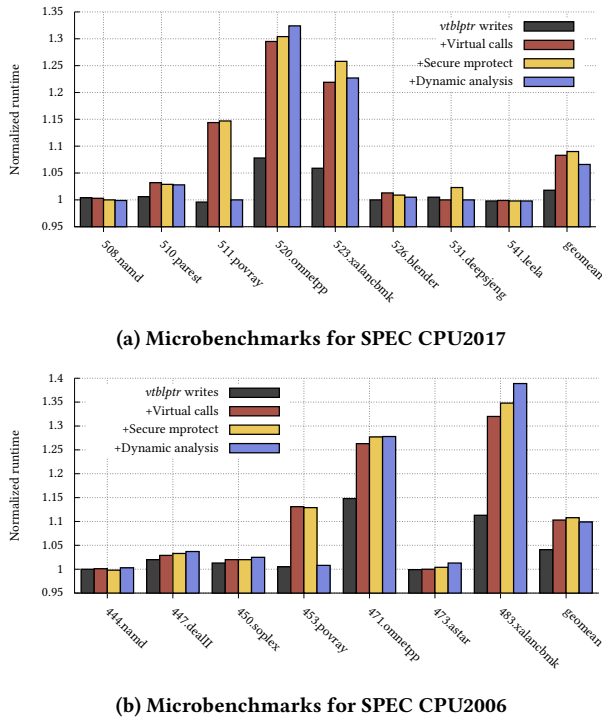 1.35
1.3
1.25
1.2
1.15
1.1
1.05
1
0.95
Normalized runtime
vtblptr writes
+Virtual calls
+Secure mprotect
+Dynamic analysis
508.namd
510.parest
511.povray
520.omnetpp
523.xalancbmk
526.blender
531.deepsjeng
541.leela
geomean
(a) Microbenchmarks for SPEC CPU2017
1.4
1.35
1.3
1.25
1.2
1.15
1.1
1.05
1
0.95
Normalized runtime
vtblptr writes
+Virtual calls
+Secure mprotect
+Dynamic analysis
444.namd
447.dealII
450.soplex
453.povray
471.omnetpp
473.astar
483.xalancbmk
geomean
(b) Microbenchmarks for SPEC CPU2006